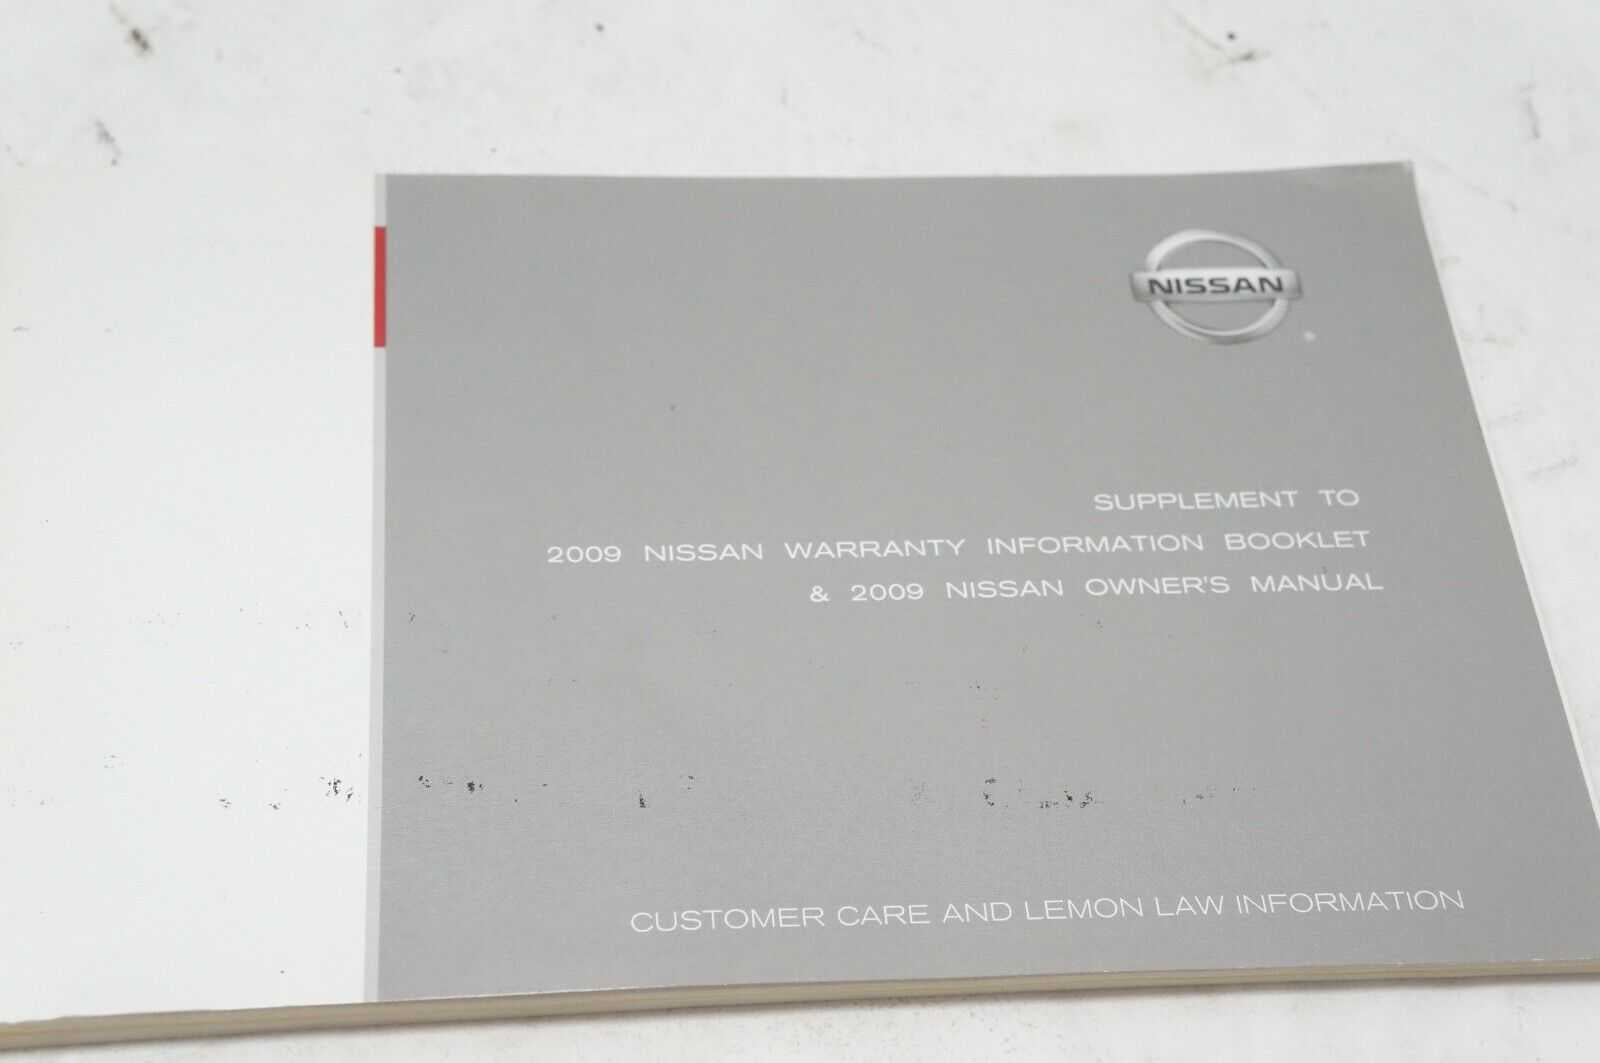 NISSAN
SUPPLEMENT TO
2009 NISSAN WARRANTY INFORMATION BOOKLET
& 2009 NISSAN OWNER'S MANUAL
CUSTOMER CARE AND LEMON LAW INFORMATION